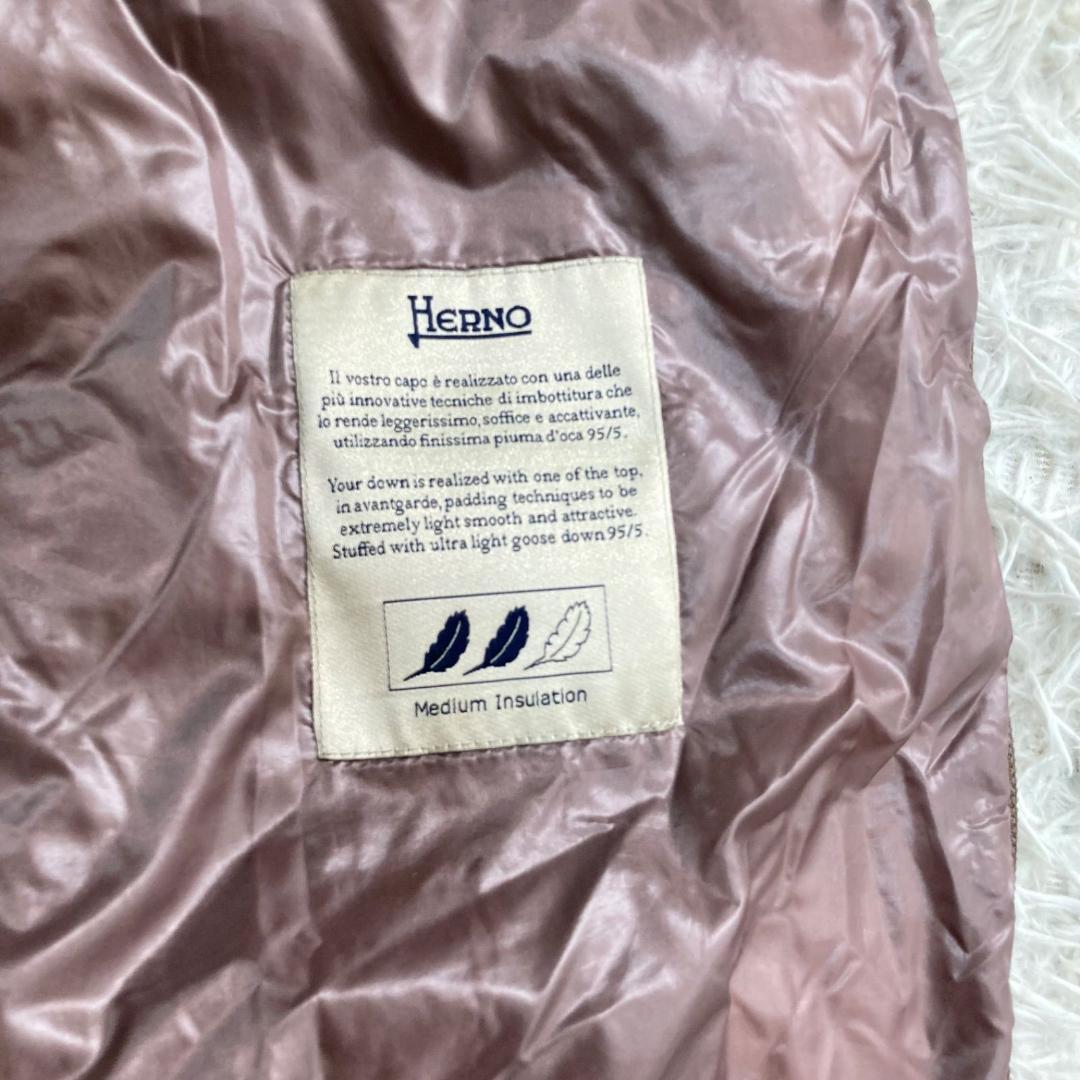 HERNO
Il vostro capo è realizzato con una delle
più innovative tecniche di imbottitura che
lo rende leggerissimo, soffice e accattivante,
utilizzando finissima piuma d'oca 95/5.
Your down is realized with one of the top,
in avantgarde, padding techniques to be
extremely light smooth and attractive.
Stuffed with ultra light goose down 95/5.
Medium Insulation